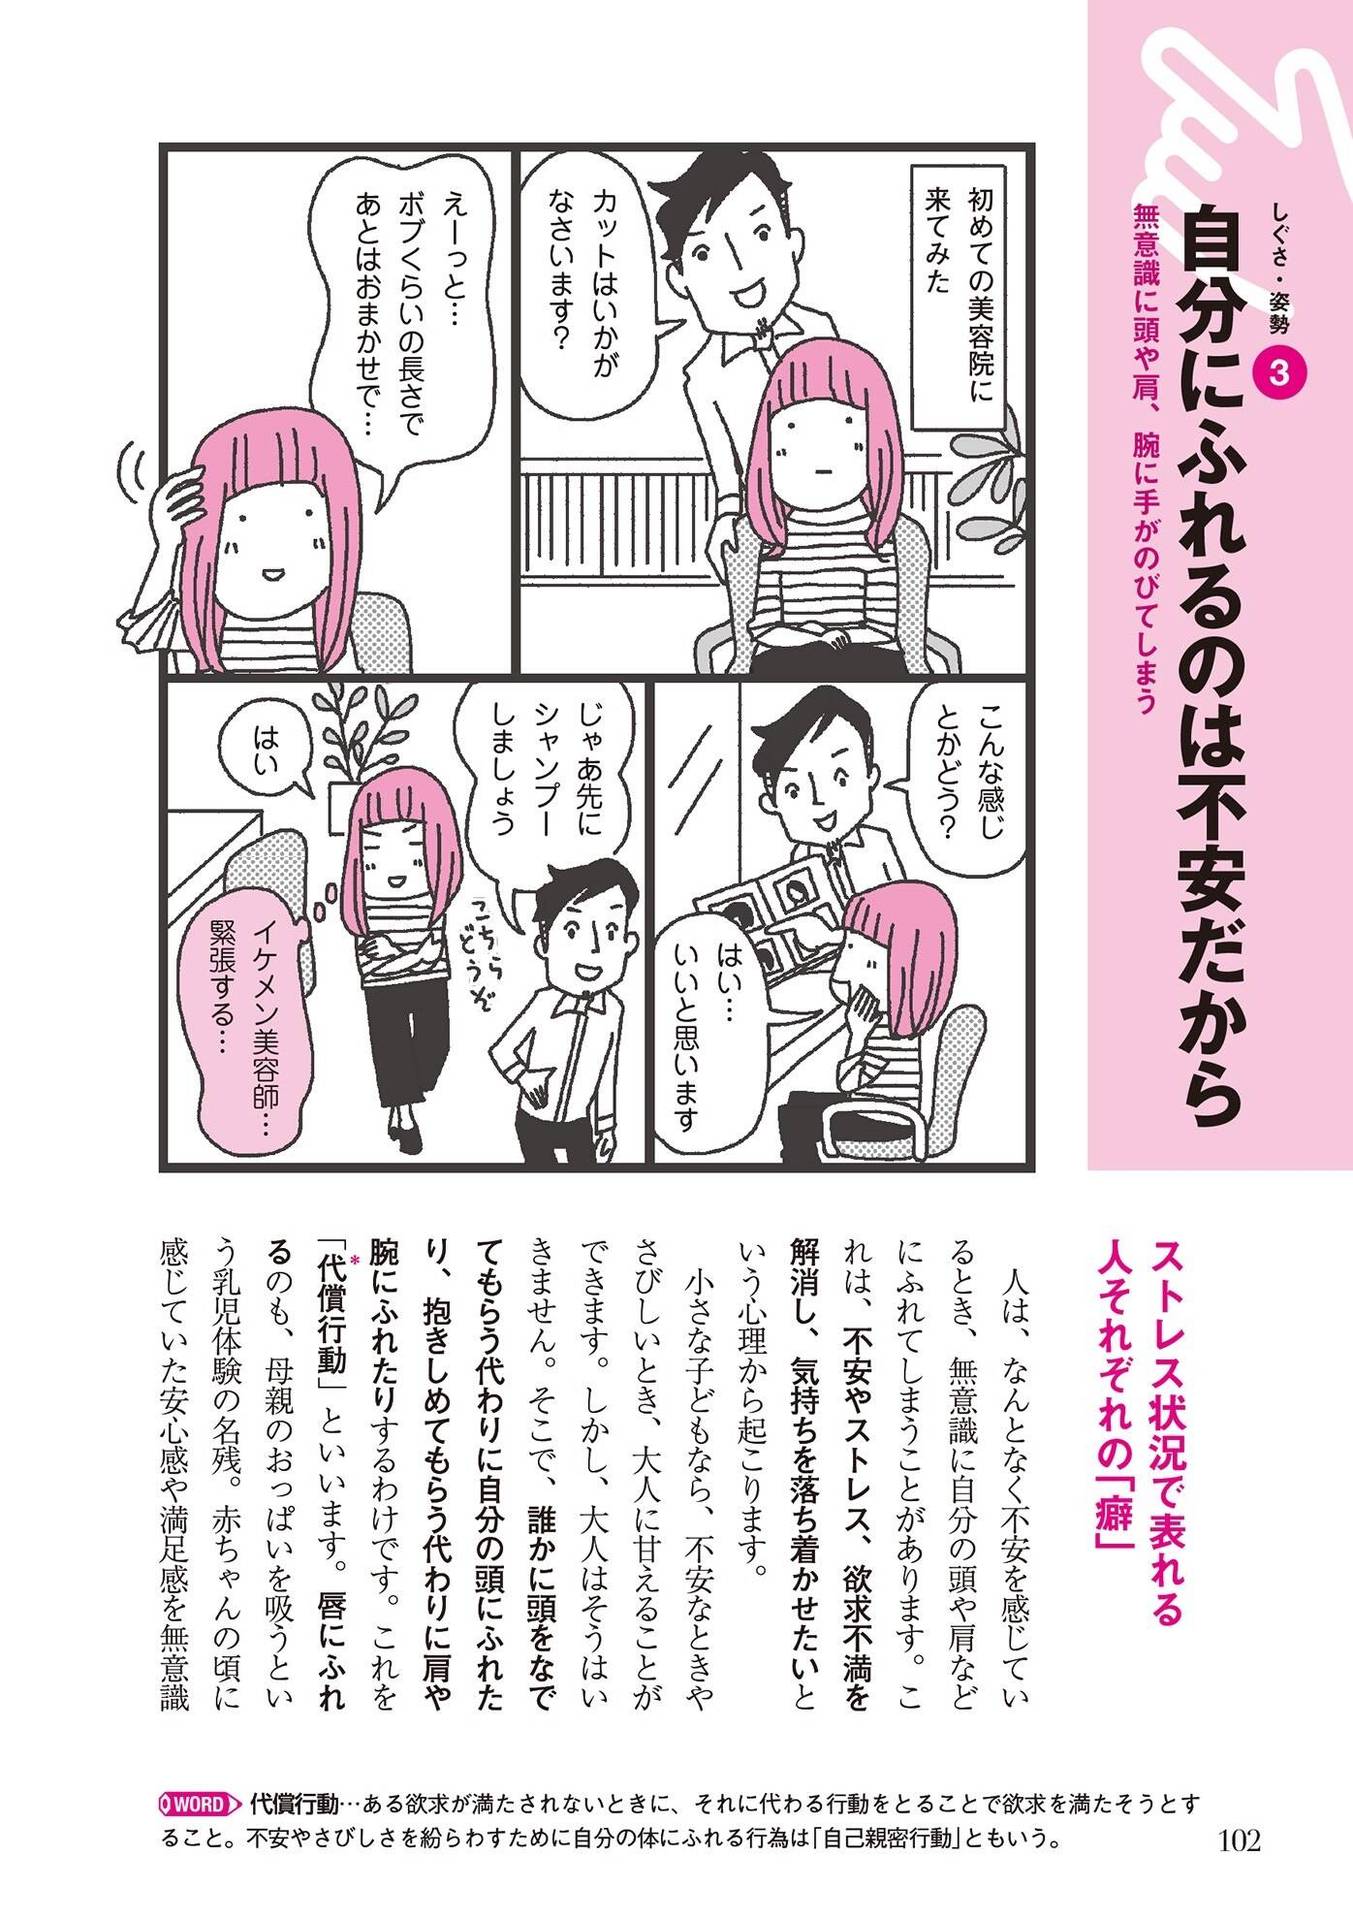 しぐさ・姿勢
3
自分にふれるのは不安だから
無意識に頭や肩、腕に手がのびてしまう
初めての美容院に
来てみた
カットはいかが
なさいます?
えーっと…
ボブくらいの長さで
あとはおまかせで…
こんな感じ
とかどう?
はい…
いいと思います
じゃあ先に
シャンプー
しましょう
こちら
どうぞ
はい
イケメン美容師…
緊張する…
ストレス状況で表れる
人それぞれの「癖」
人は、なんとなく不安を感じてい
るとき、無意識に自分の頭や肩など
にふれてしまうことがあります。こ
れは、不安やストレス、欲求不満を
解消し、気持ちを落ち着かせたいと
いう心理から起こります。
小さな子どもなら、不安なときや
さびしいとき、大人に甘えることが
できます。しかし、大人はそうはい
きません。そこで、誰かに頭をなで
てもらう代わりに自分の頭にふれた
り、抱きしめてもらう代わりに肩や
腕にふれたりするわけです。これを
「代償行動*」といいます。唇にふれ
るのも、母親のおっぱいを吸うとい
う乳児体験の名残。赤ちゃんの頃に
感じていた安心感や満足感を無意識
WORD 代償行動…ある欲求が満たされないときに、それに代わる行動をとることで欲求を満たそうとす
ること。不安やさびしさを紛らわすために自分の体にふれる行為は「自己親密行動」ともいう。
102